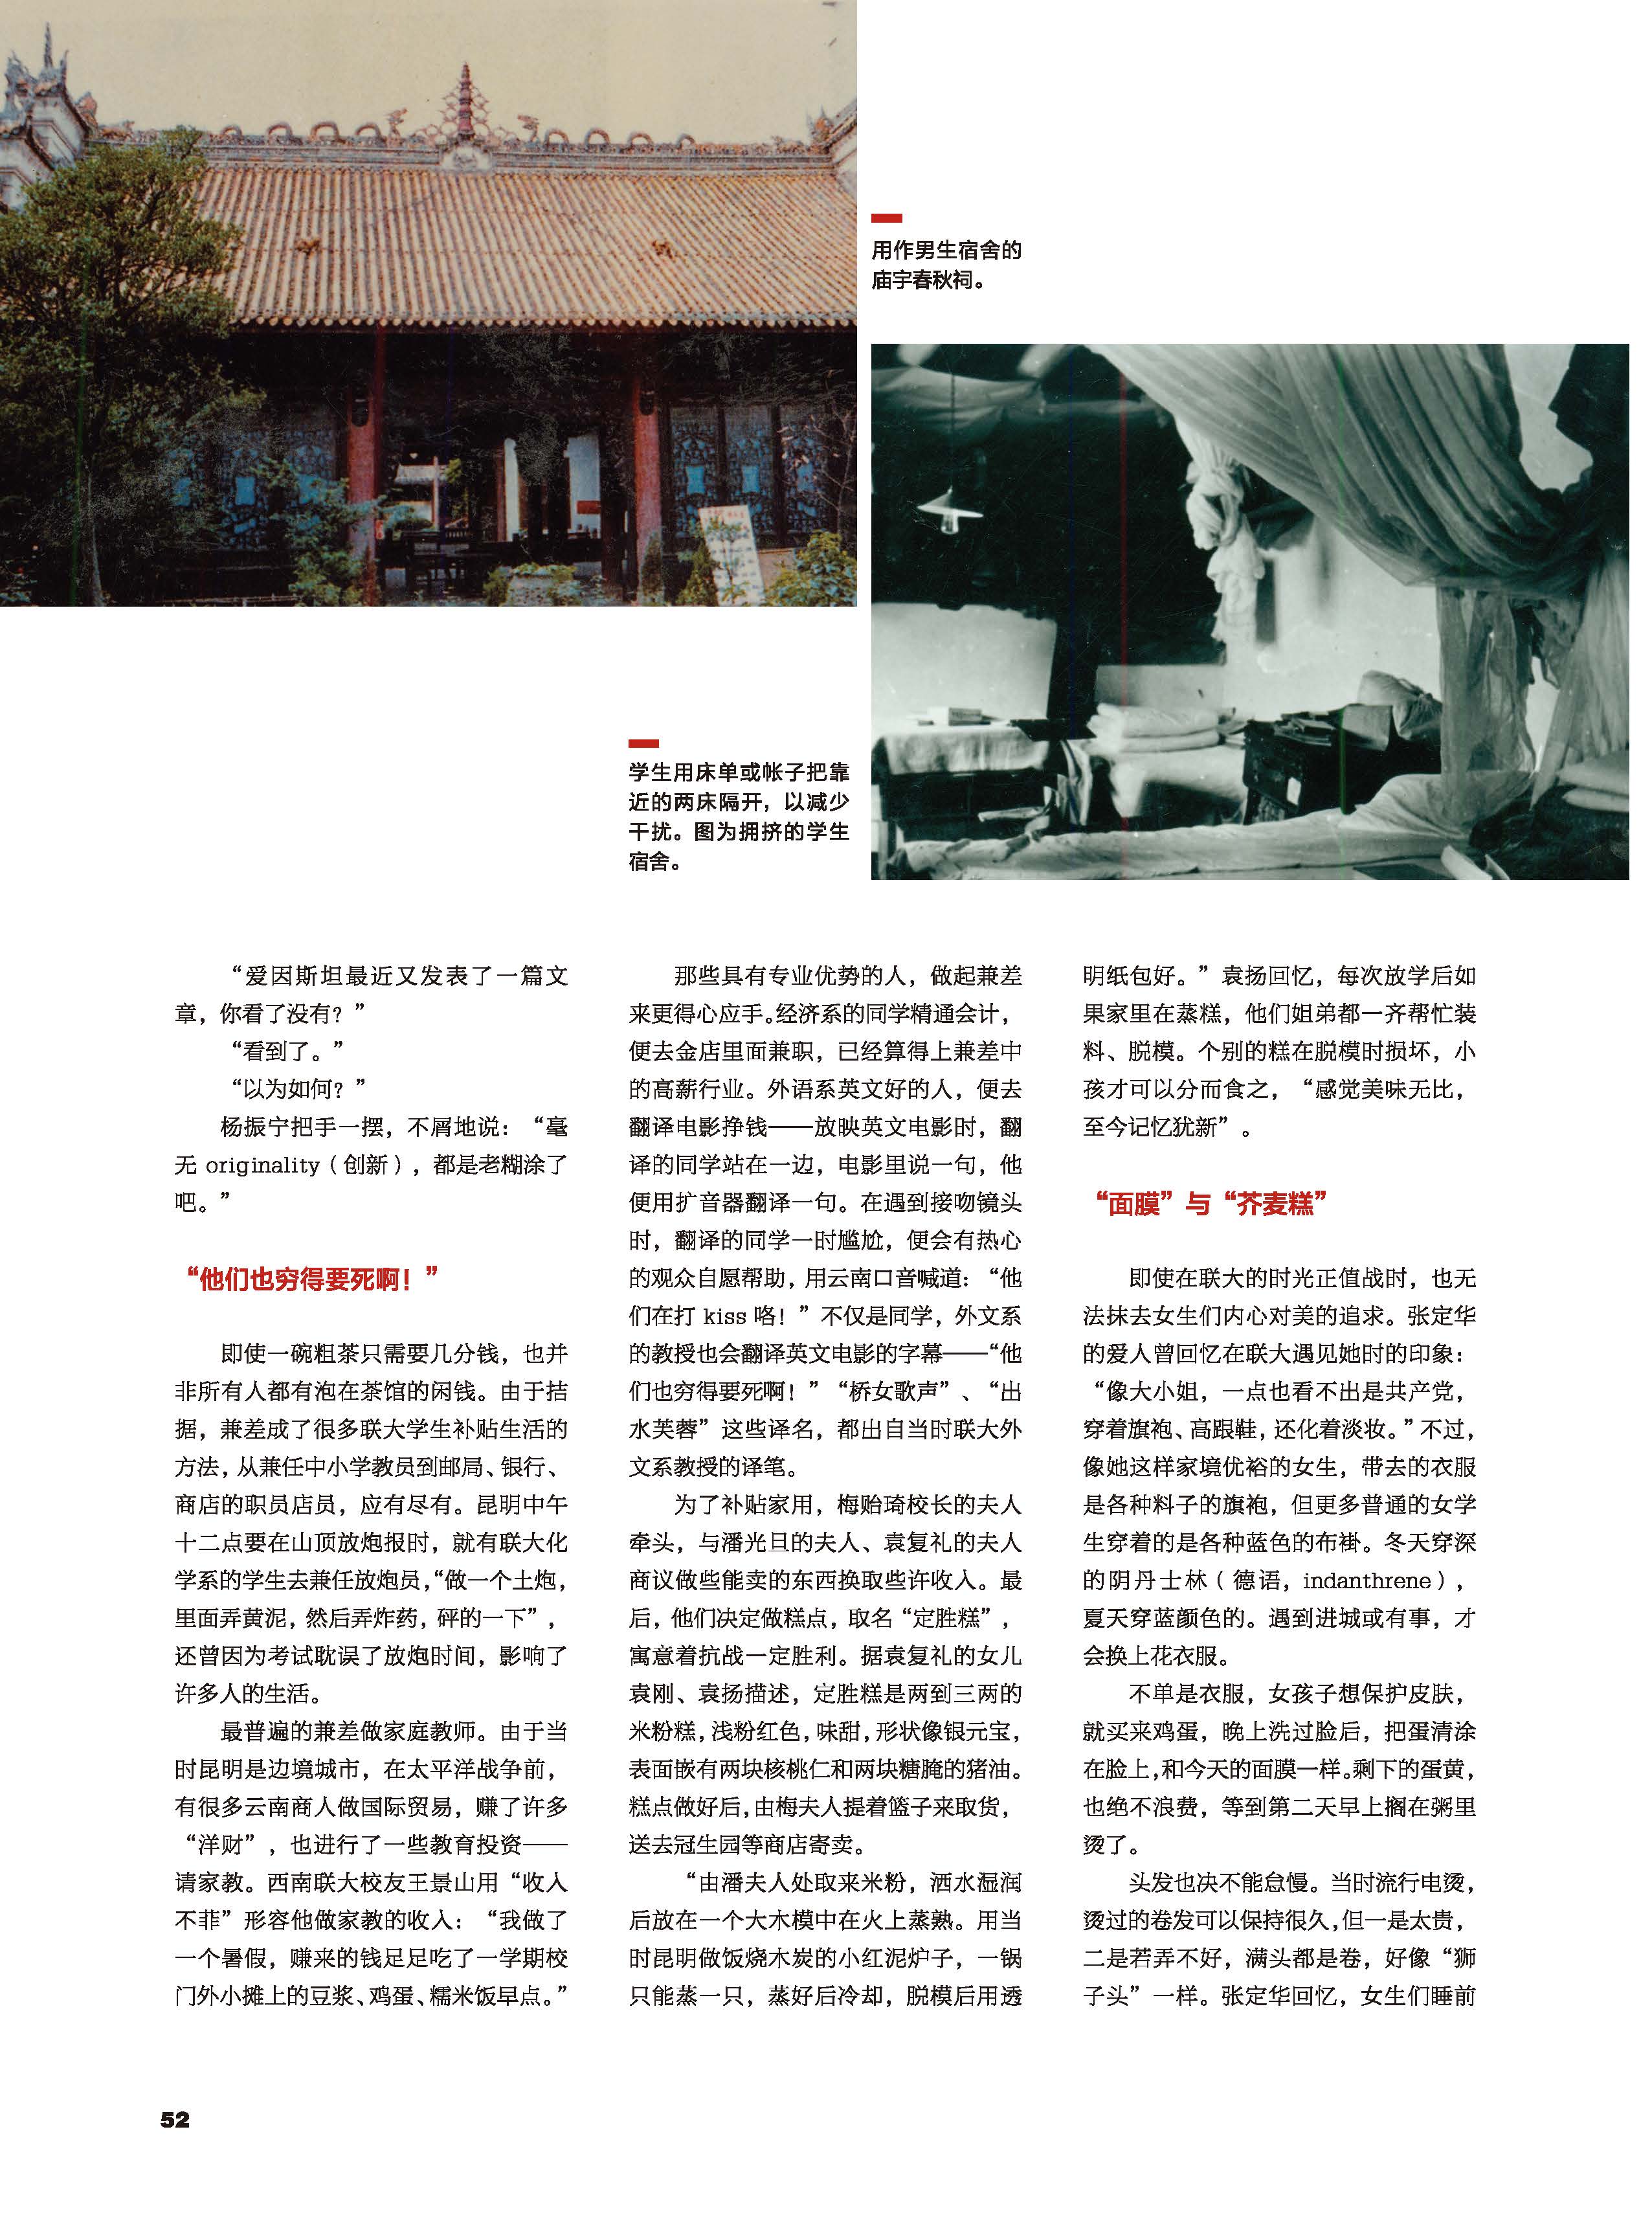 用作男生宿舍的
庙宇春秋祠。
学生用床单或帐子把靠
近的两床隔开，以减少
干扰。图为拥挤的学生
宿舍。
“爱因斯坦最近又发表了一篇文
章，你看了没有？”
“看到了。”
“以为如何？”
杨振宁把手一摆，不屑地说：“毫
无 originality（创新），都是老糊涂了
吧。”
“他们也穷得要死啊！”
即使一碗粗茶只需要几分钱，也并
非所有人都有泡在茶馆的闲钱。由于拮
据，兼差成了很多联大学生补贴生活的
方法，从兼任中小学教员到邮局、银行、
商店的职员店员，应有尽有。昆明中午
十二点要在山顶放炮报时，就有联大化
学系的学生去兼任放炮员，“做一个土炮，
里面弄黄泥，然后弄炸药，砰的一下”，
还曾因为考试耽误了放炮时间，影响了
许多人的生活。
最普遍的兼差做家庭教师。由于当
时昆明是边境城市，在太平洋战争前，
有很多云南商人做国际贸易，赚了许多
“洋财”，也进行了一些教育投资——
请家教。西南联大校友王景山用“收入
不菲”形容他做家教的收入：“我做了
一个暑假，赚来的钱足足吃了一学期校
门外小摊上的豆浆、鸡蛋、糯米饭早点。”
那些具有专业优势的人，做起兼差
来更得心应手。经济系的同学精通会计，
便去金店里面兼职，已经算得上兼差中
的高薪行业。外语系英文好的人，便去
翻译电影挣钱——放映英文电影时，翻
译的同学站在一边，电影里说一句，他
便用扩音器翻译一句。在遇到接吻镜头
时，翻译的同学一时尴尬，便会有热心
的观众自愿帮助，用云南口音喊道：“他
们在打 kiss 咯！”不仅是同学，外文系
的教授也会翻译英文电影的字幕——“他
们也穷得要死啊！”“桥女歌声”、“出
水芙蓉”这些译名，都出自当时联大外
文系教授的译笔。
为了补贴家用，梅贻琦校长的夫人
牵头，与潘光旦的夫人、袁复礼的夫人
商议做些能卖的东西换取些许收入。最
后，他们决定做糕点，取名“定胜糕”，
寓意着抗战一定胜利。据袁复礼的女儿
袁刚、袁扬描述，定胜糕是两到三两的
米粉糕，浅粉红色，味甜，形状像银元宝，
表面嵌有两块核桃仁和两块糖腌的猪油。
糕点做好后，由梅夫人提着篮子来取货，
送去冠生园等商店寄卖。
“由潘夫人处取来米粉，洒水湿润
后放在一个大木模中在火上蒸熟。用当
时昆明做饭烧木炭的小红泥炉子，一锅
只能蒸一只，蒸好后冷却，脱模后用透
明纸包好。”袁扬回忆，每次放学后如
果家里在蒸糕，他们姐弟都一齐帮忙装
料、脱模。个别的糕在脱模时损坏，小
孩才可以分而食之，“感觉美味无比，
至今记忆犹新”。
“面膜”与“芥麦糕”
即使在联大的时光正值战时，也无
法抹去女生们内心对美的追求。张定华
的爱人曾回忆在联大遇见她时的印象：
“像大小姐，一点也看不出是共产党，
穿着旗袍、高跟鞋，还化着淡妆。”不过，
像她这样家境优裕的女生，带去的衣服
是各种料子的旗袍，但更多普通的女学
生穿着的是各种蓝色的布褂。冬天穿深
的阴丹士林（德语，indanthrene），
夏天穿蓝颜色的。遇到进城或有事，才
会换上花衣服。
不单是衣服，女孩子想保护皮肤，
就买来鸡蛋，晚上洗过脸后，把蛋清涂
在脸上，和今天的面膜一样。剩下的蛋黄，
也绝不浪费，等到第二天早上搁在粥里
烫了。
头发也决不能怠慢。当时流行电烫，
烫过的卷发可以保持很久，但一是太贵，
二是若弄不好，满头都是卷，好像“狮
子头”一样。张定华回忆，女生们睡前
52